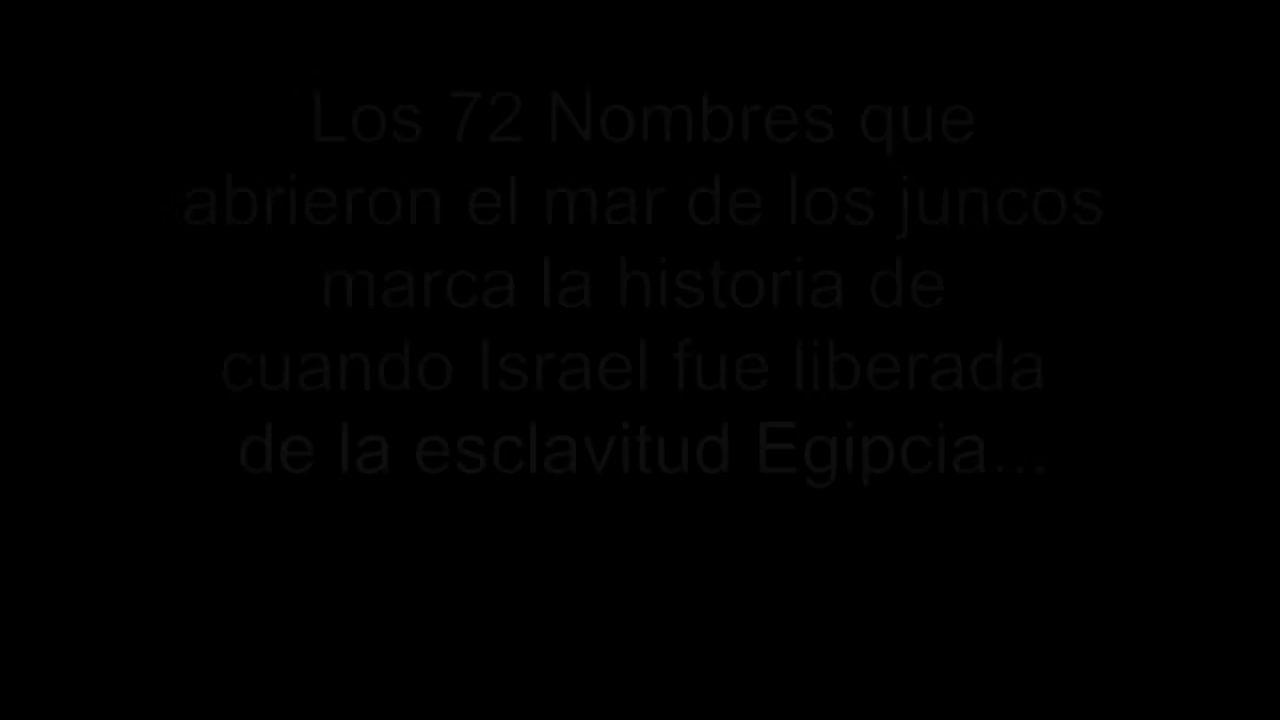 Los 72 Nombres que
abrieron el mar de los juncos
marca la historia de
cuando Israel fue liberada
de la esclavitud Egipcia...